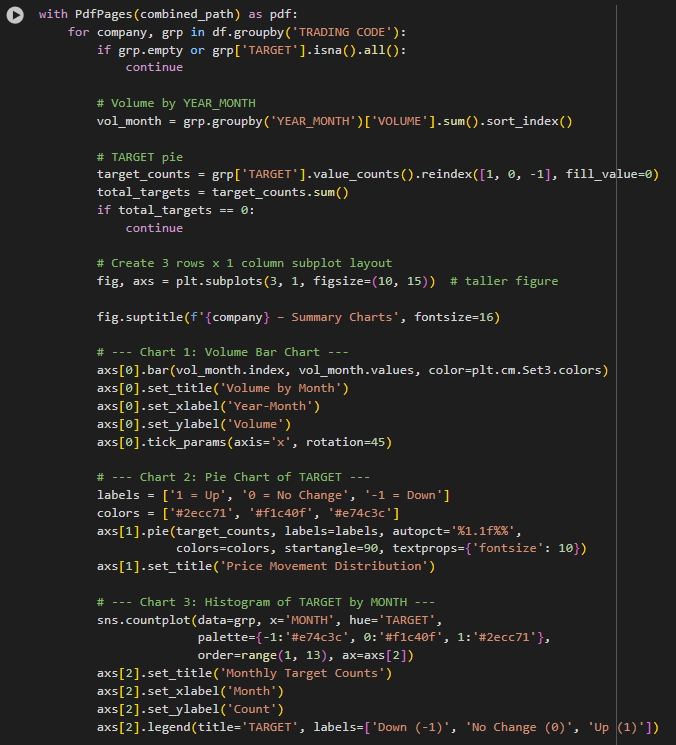 with PdfPages(combined_path) as pdf:
    for company, grp in df.groupby('TRADING CODE'):
        if grp.empty or grp['TARGET'].isna().all():
            continue

        # Volume by YEAR_MONTH
        vol_month = grp.groupby('YEAR_MONTH')['VOLUME'].sum().sort_index()

        # TARGET pie
        target_counts = grp['TARGET'].value_counts().reindex([1, 0, -1], fill_value=0)
        total_targets = target_counts.sum()
        if total_targets == 0:
            continue

        # Create 3 rows x 1 column subplot layout
        fig, axs = plt.subplots(3, 1, figsize=(10, 15))  # taller figure

        fig.suptitle(f'{company} – Summary Charts', fontsize=16)

        # --- Chart 1: Volume Bar Chart ---
        axs[0].bar(vol_month.index, vol_month.values, color=plt.cm.Set3.colors)
        axs[0].set_title('Volume by Month')
        axs[0].set_xlabel('Year-Month')
        axs[0].set_ylabel('Volume')
        axs[0].tick_params(axis='x', rotation=45)

        # --- Chart 2: Pie Chart of TARGET ---
        labels = ['1 = Up', '0 = No Change', '-1 = Down']
        colors = ['#2ecc71', '#f1c40f', '#e74c3c']
        axs[1].pie(target_counts, labels=labels, autopct='%1.1f%%',
                   colors=colors, startangle=90, textprops={'fontsize': 10})
        axs[1].set_title('Price Movement Distribution')

        # --- Chart 3: Histogram of TARGET by MONTH ---
        sns.countplot(data=grp, x='MONTH', hue='TARGET',
                      palette={-1:'#e74c3c', 0:'#f1c40f', 1:'#2ecc71'},
                      order=range(1, 13), ax=axs[2])
        axs[2].set_title('Monthly Target Counts')
        axs[2].set_xlabel('Month')
        axs[2].set_ylabel('Count')
        axs[2].legend(title='TARGET', labels=['Down (-1)', 'No Change (0)', 'Up (1)'])